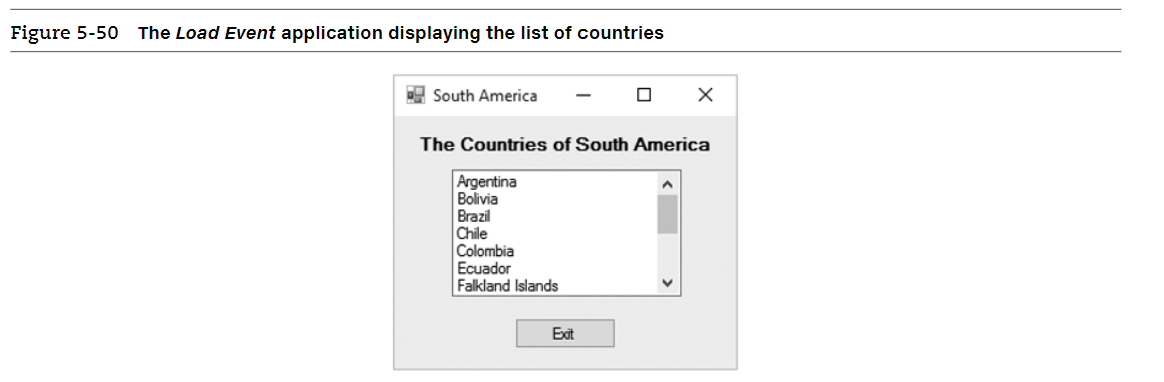 Figure 5-50 The Load Event application displaying the list of countries
South America
The Countries of South America
Argentina
Bolivia
Brazil
Chile
Colombia
Ecuador
Falkland Islands
Exit